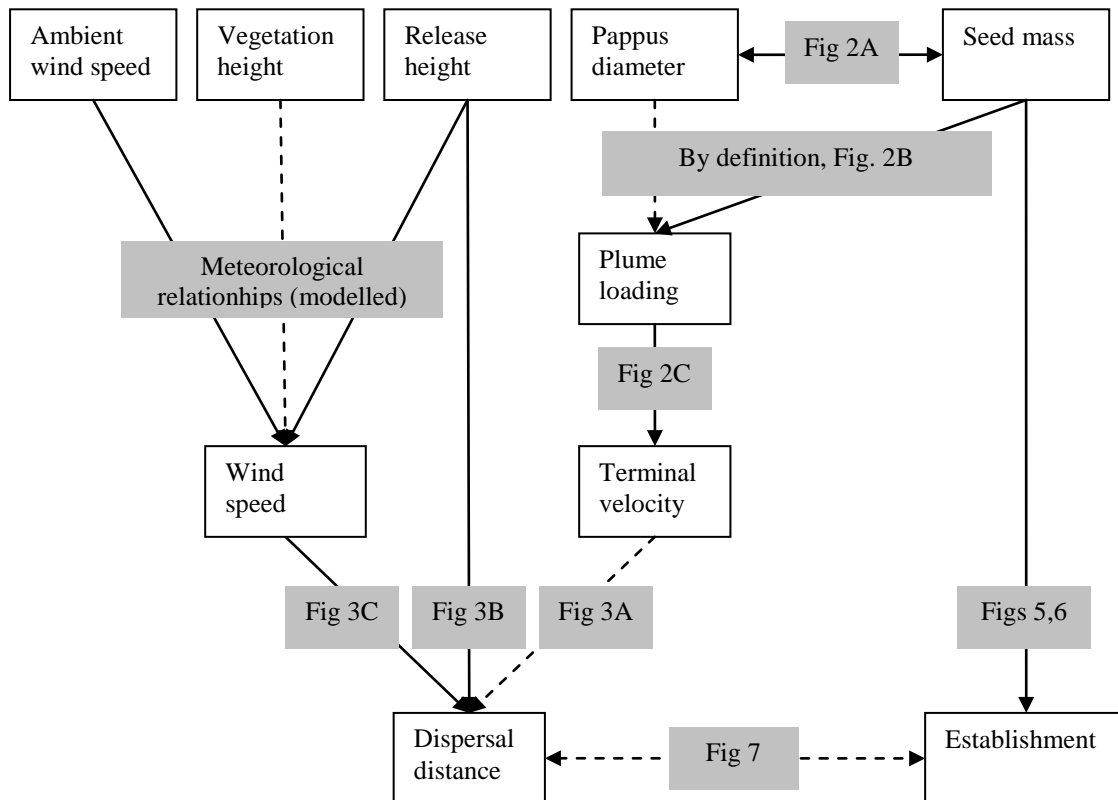 Ambient
wind speed
Vegetation
height
Release
height
Pappus
diameter
Fig 2A
Seed mass
By definition, Fig. 2B
Meteorological
relationships (modelled)
Plume
loading
Fig 2C
Wind
speed
Terminal
velocity
Fig 3C
Fig 3B
Fig 3A
Figs 5,6
Dispersal
distance
Fig 7
Establishment